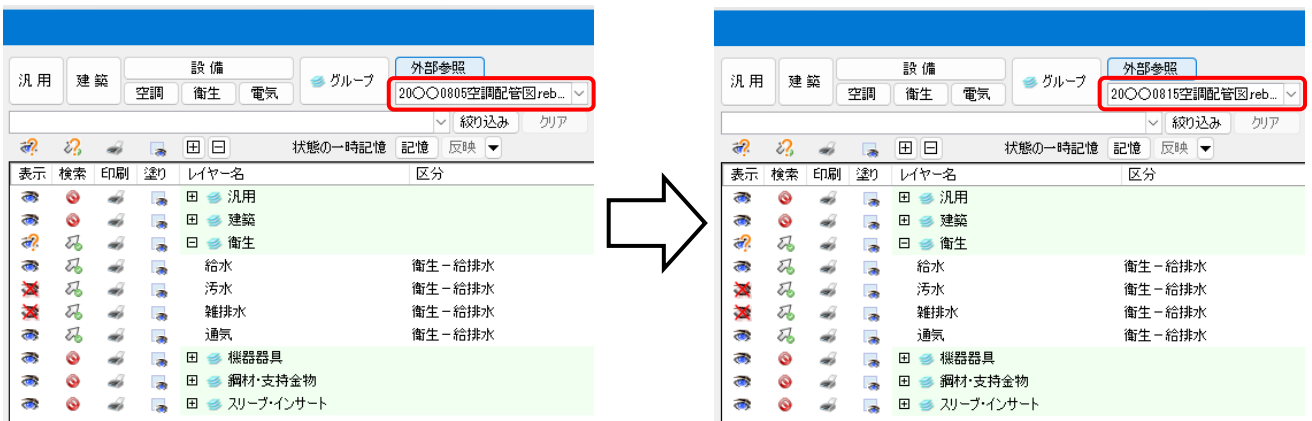 汎用 建築 設備 空調 衛生 電気 グループ 外部参照
20〇〇0805空調配管図.reb...
絞り込み クリア
状態の一時記憶 記憶 反映
表示 検索 印刷 塗り レイヤー名 区分
汎用
建築
衛生
給水 衛生－給排水
汚水 衛生－給排水
雑排水 衛生－給排水
通気 衛生－給排水
機器器具
鋼材・支持金物
スリーブ・インサート
汎用 建築 設備 空調 衛生 電気 グループ 外部参照
20〇〇0815空調配管図.reb...
絞り込み クリア
状態の一時記憶 記憶 反映
表示 検索 印刷 塗り レイヤー名 区分
汎用
建築
衛生
給水 衛生－給排水
汚水 衛生－給排水
雑排水 衛生－給排水
通気 衛生－給排水
機器器具
鋼材・支持金物
スリーブ・インサート